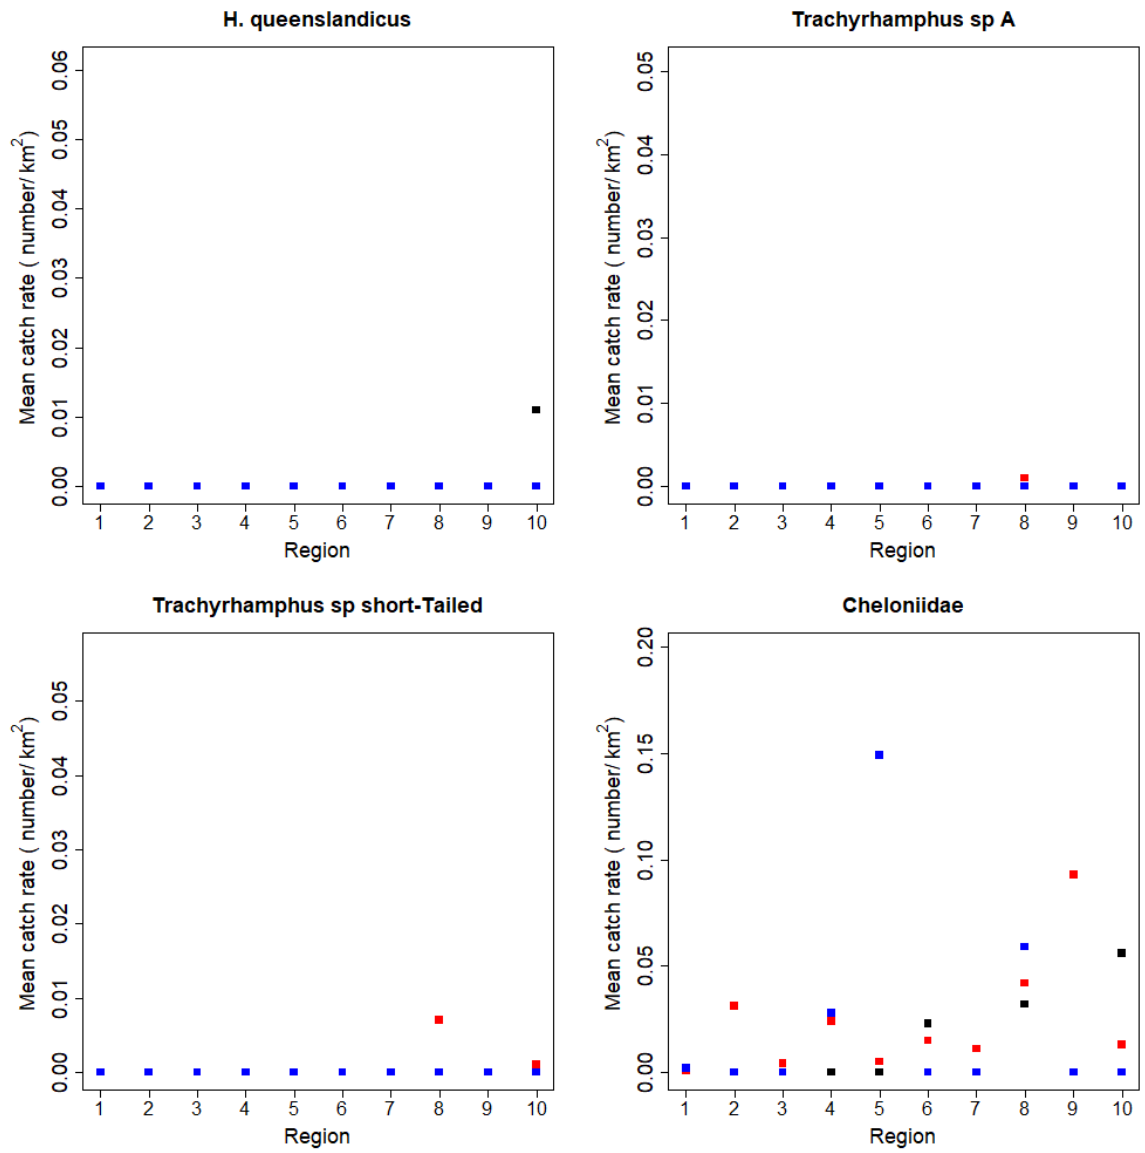 H. queenslandicus
Mean catch rate ( number/ km²)
0.06
0.05
0.04
0.03
0.02
0.01
0.00
1 2 3 4 5 6 7 8 9 10
Region
Trachyrhamphus sp A
Mean catch rate ( number/ km²)
0.05
0.04
0.03
0.02
0.01
0.00
1 2 3 4 5 6 7 8 9 10
Region
Trachyrhamphus sp short-Tailed
Mean catch rate ( number/ km²)
0.05
0.04
0.03
0.02
0.01
0.00
1 2 3 4 5 6 7 8 9 10
Region
Cheloniidae
Mean catch rate ( number/ km²)
0.20
0.15
0.10
0.05
0.00
1 2 3 4 5 6 7 8 9 10
Region